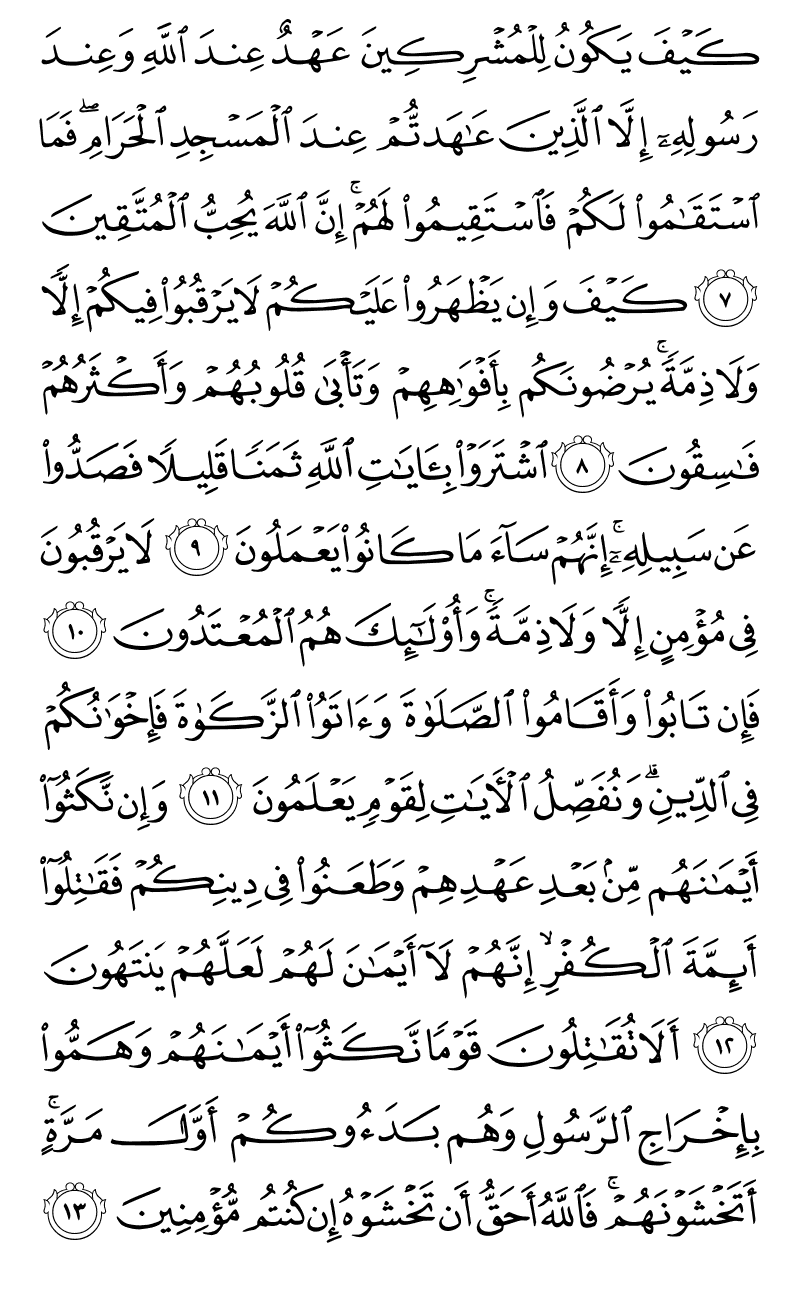 كَيۡفَ يَكُونُ لِلۡمُشۡرِكِينَ عَهۡدٌ عِندَ ٱللَّهِ وَعِندَ
رَسُولِهِۦٓ إِلَّا ٱلَّذِينَ عَٰهَدتُّمۡ عِندَ ٱلۡمَسۡجِدِ ٱلۡحَرَامِۖ فَمَا
ٱسۡتَقَٰمُواْ لَكُمۡ فَٱسۡتَقِيمُواْ لَهُمۡۚ إِنَّ ٱللَّهَ يُحِبُّ ٱلۡمُتَّقِينَ
٧ كَيۡفَ وَإِن يَظۡهَرُواْ عَلَيۡكُمۡ لَا يَرۡقُبُواْ فِيكُمۡ إِلّٗا
وَلَا ذِمَّةٗۚ يُرۡضُونَكُم بِأَفۡوَٰهِهِمۡ وَتَأۡبَىٰ قُلُوبُهُمۡ وَأَكۡثَرُهُمۡ
فَٰسِقُونَ ٨ ٱشۡتَرَوۡاْ بِـَٔايَٰتِ ٱللَّهِ ثَمَنٗا قَلِيلٗا فَصَدُّواْ
عَن سَبِيلِهِۦٓۚ إِنَّهُمۡ سَآءَ مَا كَانُواْ يَعۡمَلُونَ ٩ لَا يَرۡقُبُونَ
فِي مُؤۡمِنٍ إِلّٗا وَلَا ذِمَّةٗۚ وَأُوْلَٰٓئِكَ هُمُ ٱلۡمُعۡتَدُونَ ١٠
فَإِن تَابُواْ وَأَقَامُواْ ٱلصَّلَوٰةَ وَءَاتَوُاْ ٱلزَّكَوٰةَ فَإِخۡوَٰنُكُمۡ
فِي ٱلدِّينِۗ وَنُفَصِّلُ ٱلۡأٓيَٰتِ لِقَوۡمٖ يَعۡلَمُونَ ١١ وَإِن نَّكَثُوٓاْ
أَيۡمَٰنَهُم مِّنۢ بَعۡدِ عَهۡدِهِمۡ وَطَعَنُواْ فِي دِينِكُمۡ فَقَٰتِلُوٓاْ
أَئِمَّةَ ٱلۡكُفۡرِۙ إِنَّهُمۡ لَآ أَيۡمَٰنَ لَهُمۡ لَعَلَّهُمۡ يَنتَهُونَ
١٢ أَلَا تُقَٰتِلُونَ قَوۡمٗا نَّكَثُوٓاْ أَيۡمَٰنَهُمۡ وَهَمُّواْ
بِإِخۡرَاجِ ٱلرَّسُولِ وَهُم بَدَءُوكُمۡ أَوَّلَ مَرَّةٍۚ
أَتَخۡشَوۡنَهُمۡۚ فَٱللَّهُ أَحَقُّ أَن تَخۡشَوۡهُ إِن كُنتُم مُّؤۡمِنِينَ ١٣